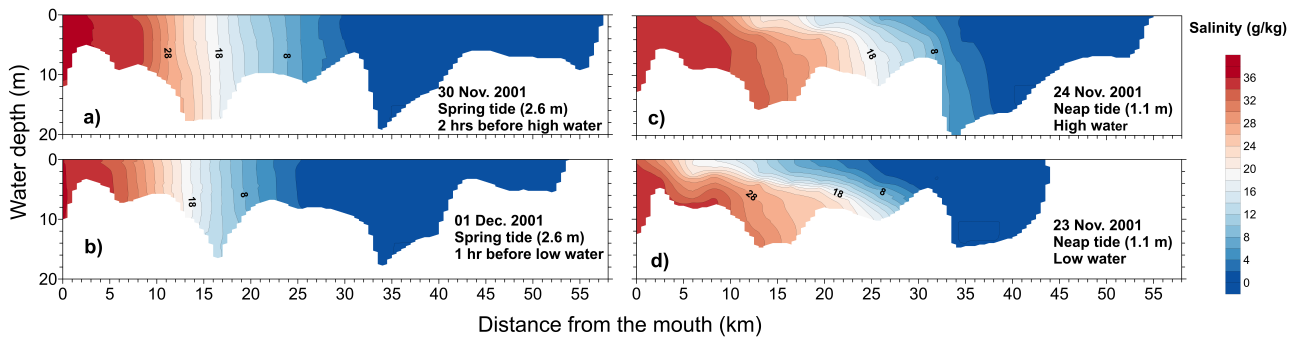 Salinity (g/kg)
0
10
20
28
18
8
a)
30 Nov. 2001
Spring tide (2.6 m)
2 hrs before high water
18
8
c)
24 Nov. 2001
Neap tide (1.1 m)
High water
36
32
28
24
20
16
12
8
4
0
Water depth (m)
0
10
20
18
8
b)
01 Dec. 2001
Spring tide (2.6 m)
1 hr before low water
28
18
8
d)
23 Nov. 2001
Neap tide (1.1 m)
Low water
0 5 10 15 20 25 30 35 40 45 50 55
0 5 10 15 20 25 30 35 40 45 50 55
Distance from the mouth (km)